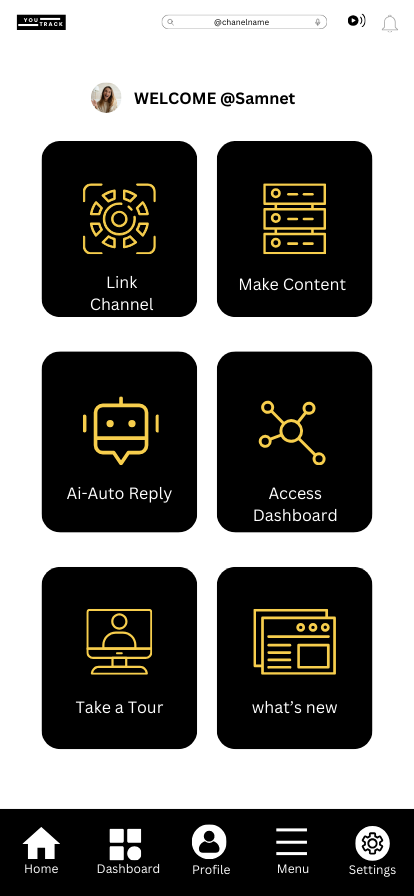 YOU
TRACK
@chanelname
WELCOME @Samnet
Link
Channel
Make Content
Ai-Auto Reply
Access
Dashboard
Take a Tour
what's new
Home
Dashboard
Profile
Menu
Settings